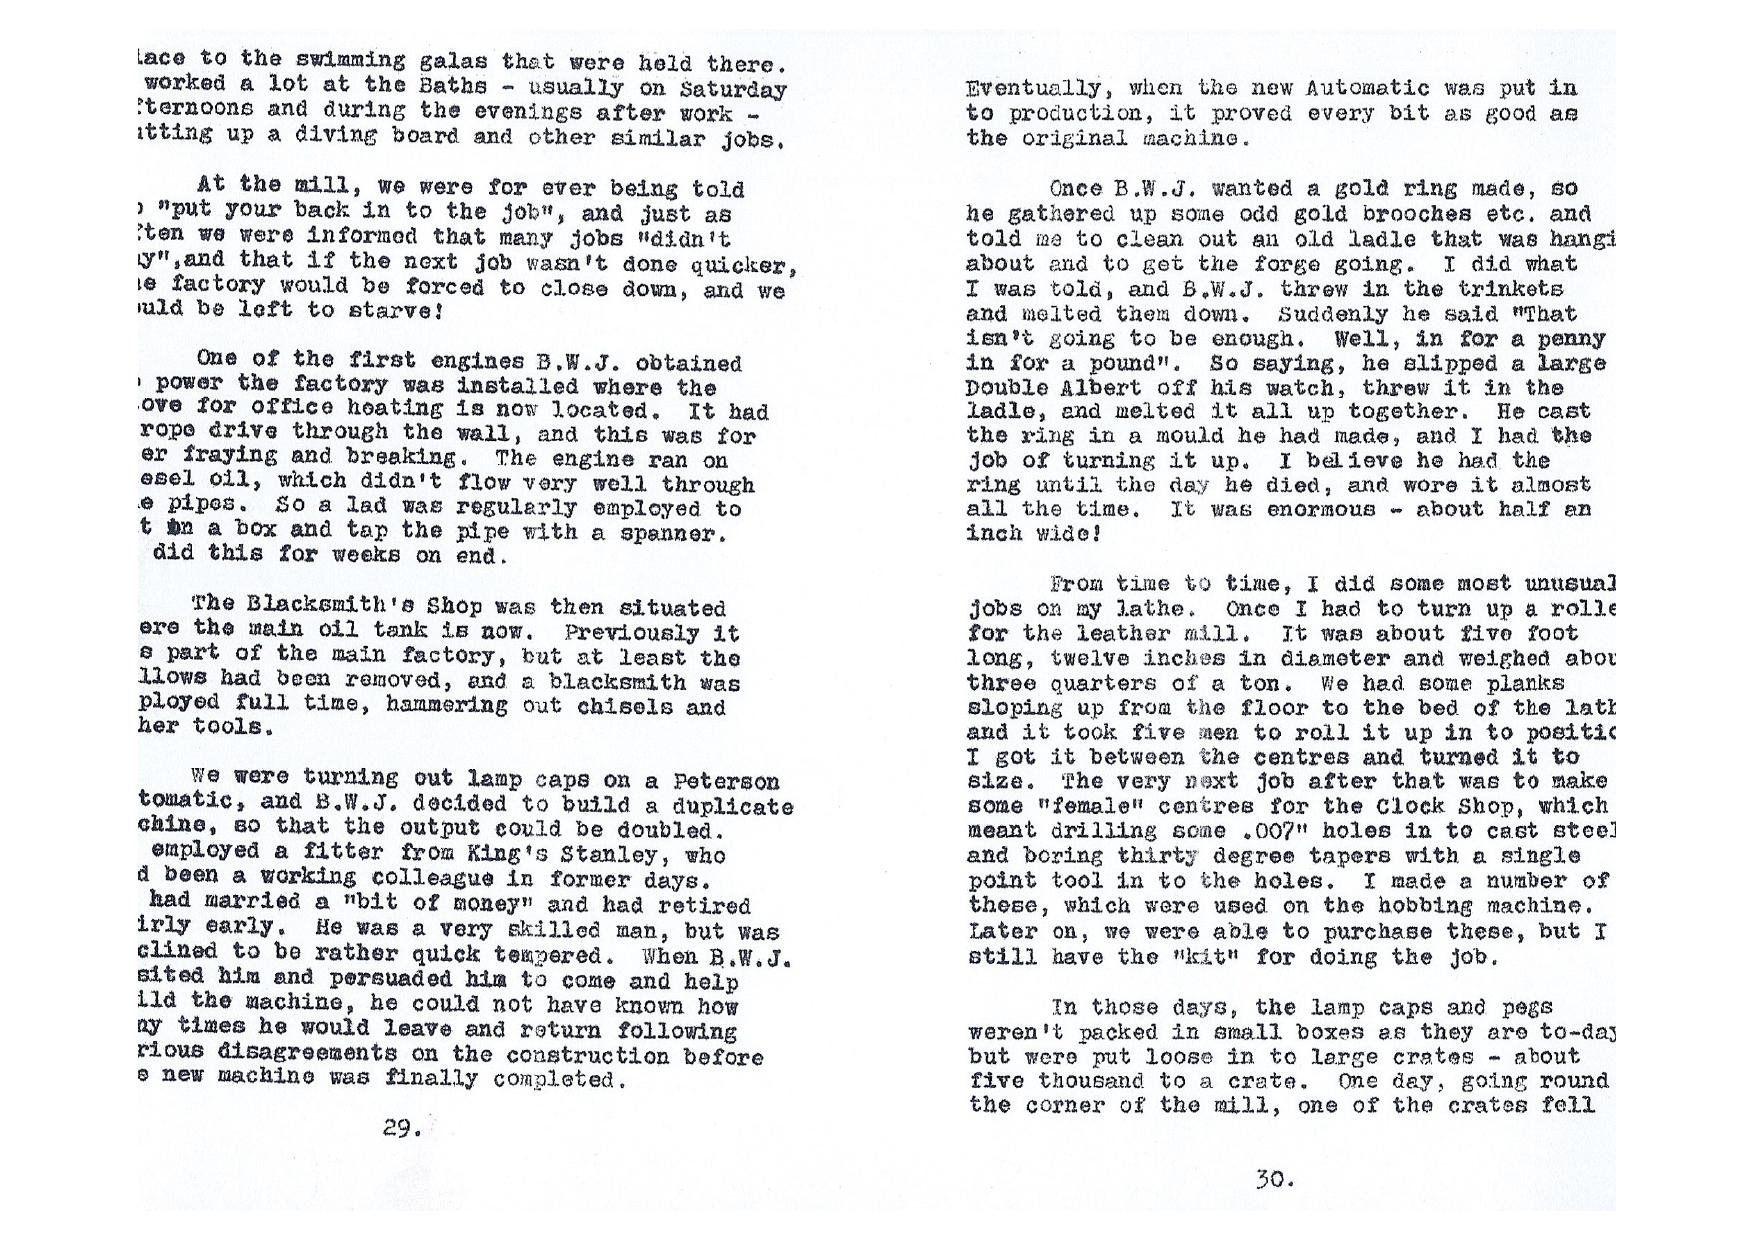 lace to the swimming galas that were held there.
worked a lot at the Baths - usually on Saturday
fternoons and during the evenings after work -
utting up a diving board and other similar jobs.
At the mill, we were for ever being told
"put your back in to the job", and just as
ften we were informed that many jobs "didn't
ay",and that if the next job wasn't done quicker,
he factory would be forced to close down, and we
ould be left to starve!
One of the first engines B.W.J. obtained
power the factory was installed where the
ove for office heating is now located. It had
rope drive through the wall, and this was for
er fraying and breaking. The engine ran on
esel oil, which didn't flow very well through
e pipes. So a lad was regularly employed to
t on a box and tap the pipe with a spanner.
did this for weeks on end.
The Blacksmith's Shop was then situated
ere the main oil tank is now. Previously it
s part of the main factory, but at least the
llows had been removed, and a blacksmith was
ployed full time, hammering out chisels and
her tools.
We were turning out lamp caps on a Peterson
tomatic, and B.W.J. decided to build a duplicate
chine, so that the output could be doubled.
employed a fitter from King's Stanley, who
d been a working colleague in former days.
had married a "bit of money" and had retired
irly early. He was a very skilled man, but was
clined to be rather quick tempered. When B.W.J.
sited him and persuaded him to come and help
ild the machine, he could not have known how
ny times he would leave and return following
rious disagreements on the construction before
e new machine was finally completed.
29.
Eventually, when the new Automatic was put in
to production, it proved every bit as good as
the original machine.
Once B.W.J. wanted a gold ring made, so
he gathered up some odd gold brooches etc. and
told me to clean out an old ladle that was hangi
about and to get the forge going. I did what
I was told, and B.W.J. threw in the trinkets
and melted them down. Suddenly he said "That
isn't going to be enough. Well, in for a penny
in for a pound". So saying, he slipped a large
Double Albert off his watch, threw it in the
ladle, and melted it all up together. He cast
the ring in a mould he had made, and I had the
job of turning it up. I believe he had the
ring until the day he died, and wore it almost
all the time. It was enormous - about half an
inch wide!
From time to time, I did some most unusual
jobs on my lathe. Once I had to turn up a rolle
for the leather mill. It was about five foot
long, twelve inches in diameter and weighed abou
three quarters of a ton. We had some planks
sloping up from the floor to the bed of the lath
and it took five men to roll it up in to positio
I got it between the centres and turned it to
size. The very next job after that was to make
some "female" centres for the Clock Shop, which
meant drilling some .007" holes in to cast steel
and boring thirty degree tapers with a single
point tool in to the holes. I made a number of
these, which were used on the hobbing machine.
Later on, we were able to purchase these, but I
still have the "kit" for doing the job.
In those days, the lamp caps and pegs
weren't packed in small boxes as they are to-day
but were put loose in to large crates - about
five thousand to a crate. One day, going round
the corner of the mill, one of the crates fell
30.